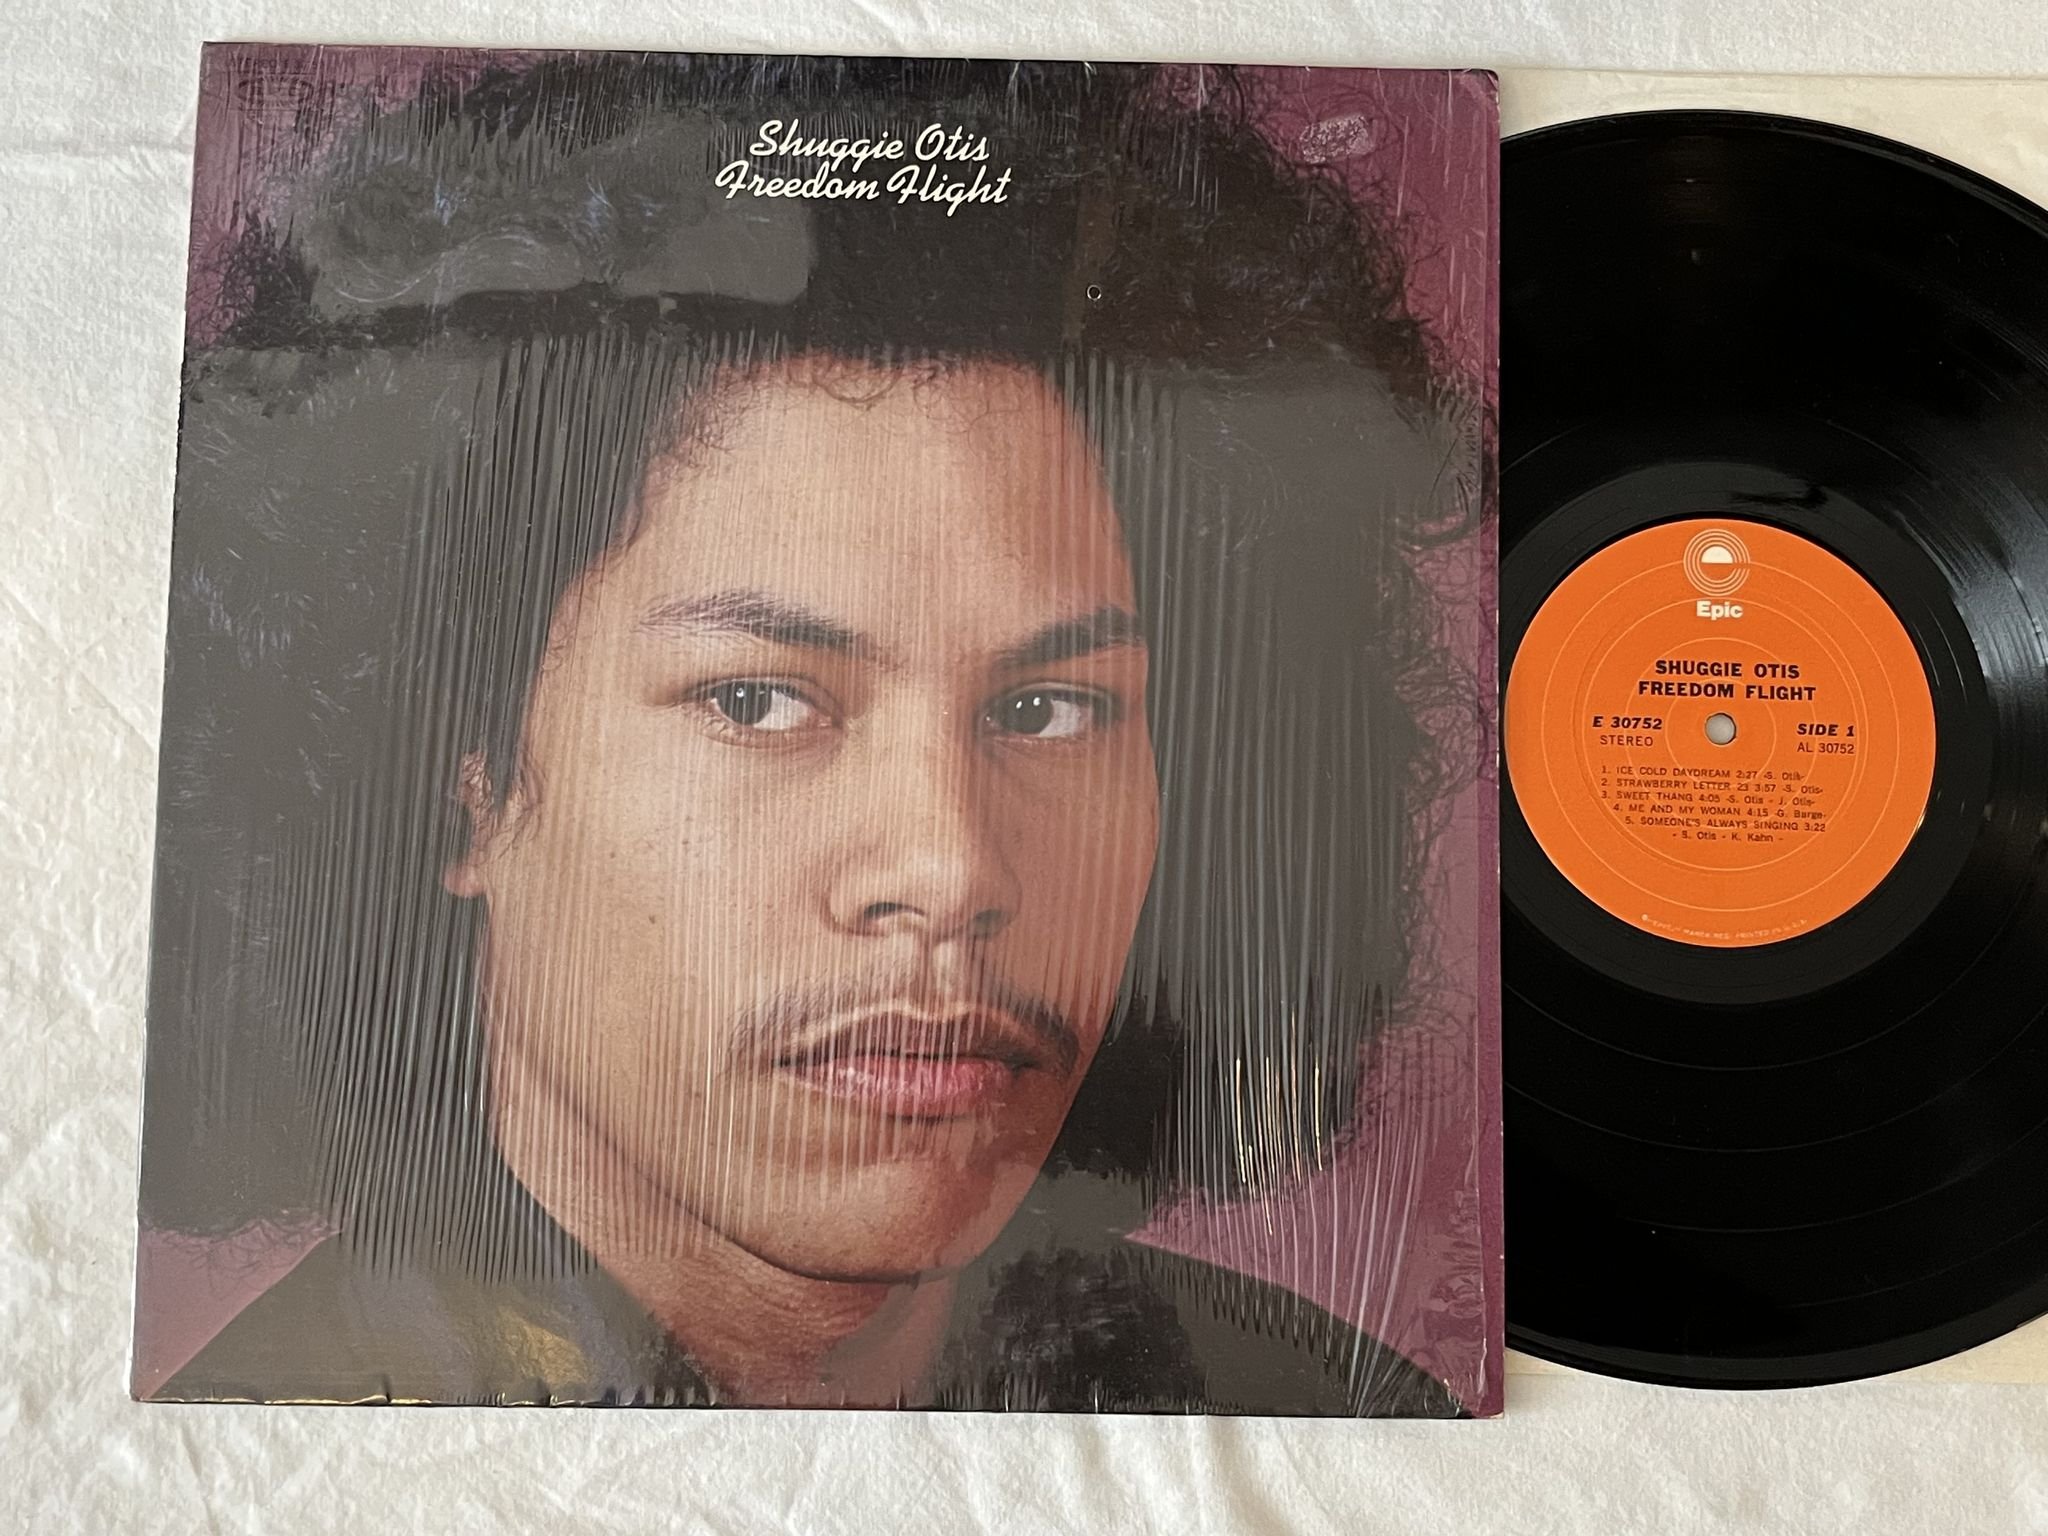 STEREO E 30752
Shuggie Otis
Freedom Flight
Epic
SHUGGIE OTIS
FREEDOM FLIGHT
E 30752
STEREO
SIDE 1
AL 30752
1. ICE COLD DAYDREAM 2:27 -S. Otis-
2. STRAWBERRY LETTER 23 3:57 -S. Otis-
3. SWEET THANG 4:05 -S. Otis - J. Otis-
4. ME AND MY WOMAN 4:15 -G. Barge-
5. SOMEONE'S ALWAYS SINGING 3:22
- S. Otis - K. Kahn -